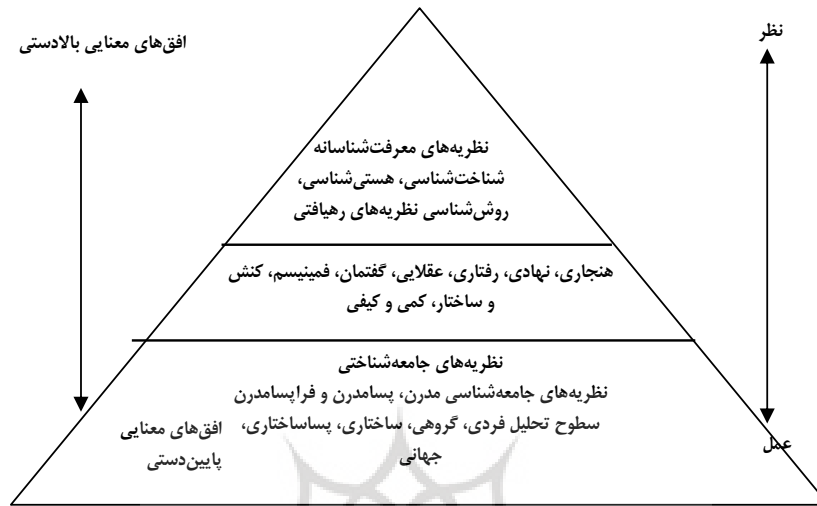 نظر
افق‌های معنایی بالادستی
نظریه‌های معرفت‌شناسانه
شناخت‌شناسی، هستی‌شناسی،
روش‌شناسی نظریه‌های رهیافتی
هنجاری، نهادی، رفتاری، عقلایی، گفتمان، فمینیسم، کنش
و ساختار، کمی و کیفی
نظریه‌های جامعه‌شناختی
نظریه‌های جامعه‌شناسی مدرن، پسامدرن و فراپسامدرن
سطوح تحلیل فردی، گروهی، ساختاری، پساساختاری،
جهانی
افق‌های معنایی
پایین‌دستی
عمل